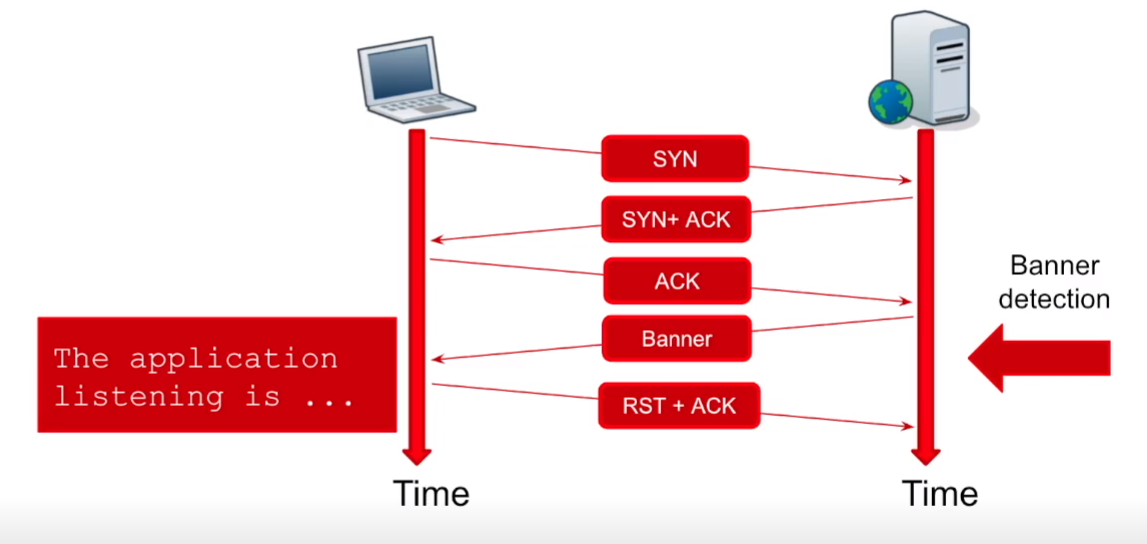 SYN
SYN+ ACK
ACK
Banner
detection
Banner
The application
listening is ...
RST + ACK
Time
Time